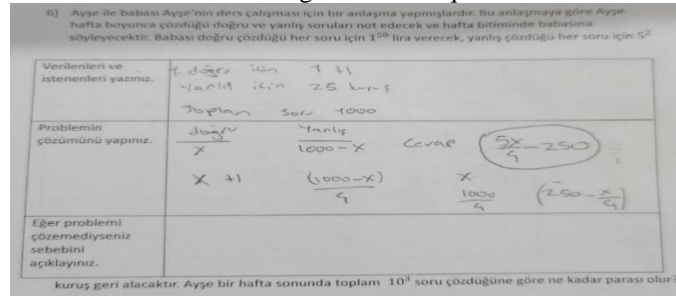 6) Ayşe ile babası Ayşe'nin ders çalışması için bir anlaşma yapmışlardır. Bu anlaşmaya göre Ayşe
hafta boyunca çözdüğü doğru ve yanlış soruları not edecek ve hafta bitiminde babasına
söyleyecektir. Babası doğru çözdüğü her soru için 1⁵⁰ lira verecek, yanlış çözdüğü her soru için 5²
Verilenleri ve
istenenleri yazınız.
1. doğru için 1 tl
Yanlış için 25 kuruş
Toplan soru 1000
Problemin
çözümünü yapınız.
doğru Yanlış
x 1000-x Cevap 5x/4 - 250
x tl (1000-x)/4 x 1000/4 (250 - x/4)
Eğer problemi
çözemediyseniz
sebebini
açıklayınız.
kuruş geri alacaktır. Ayşe bir hafta sonunda toplam 10³ soru çözdüğüne göre ne kadar parası olur?